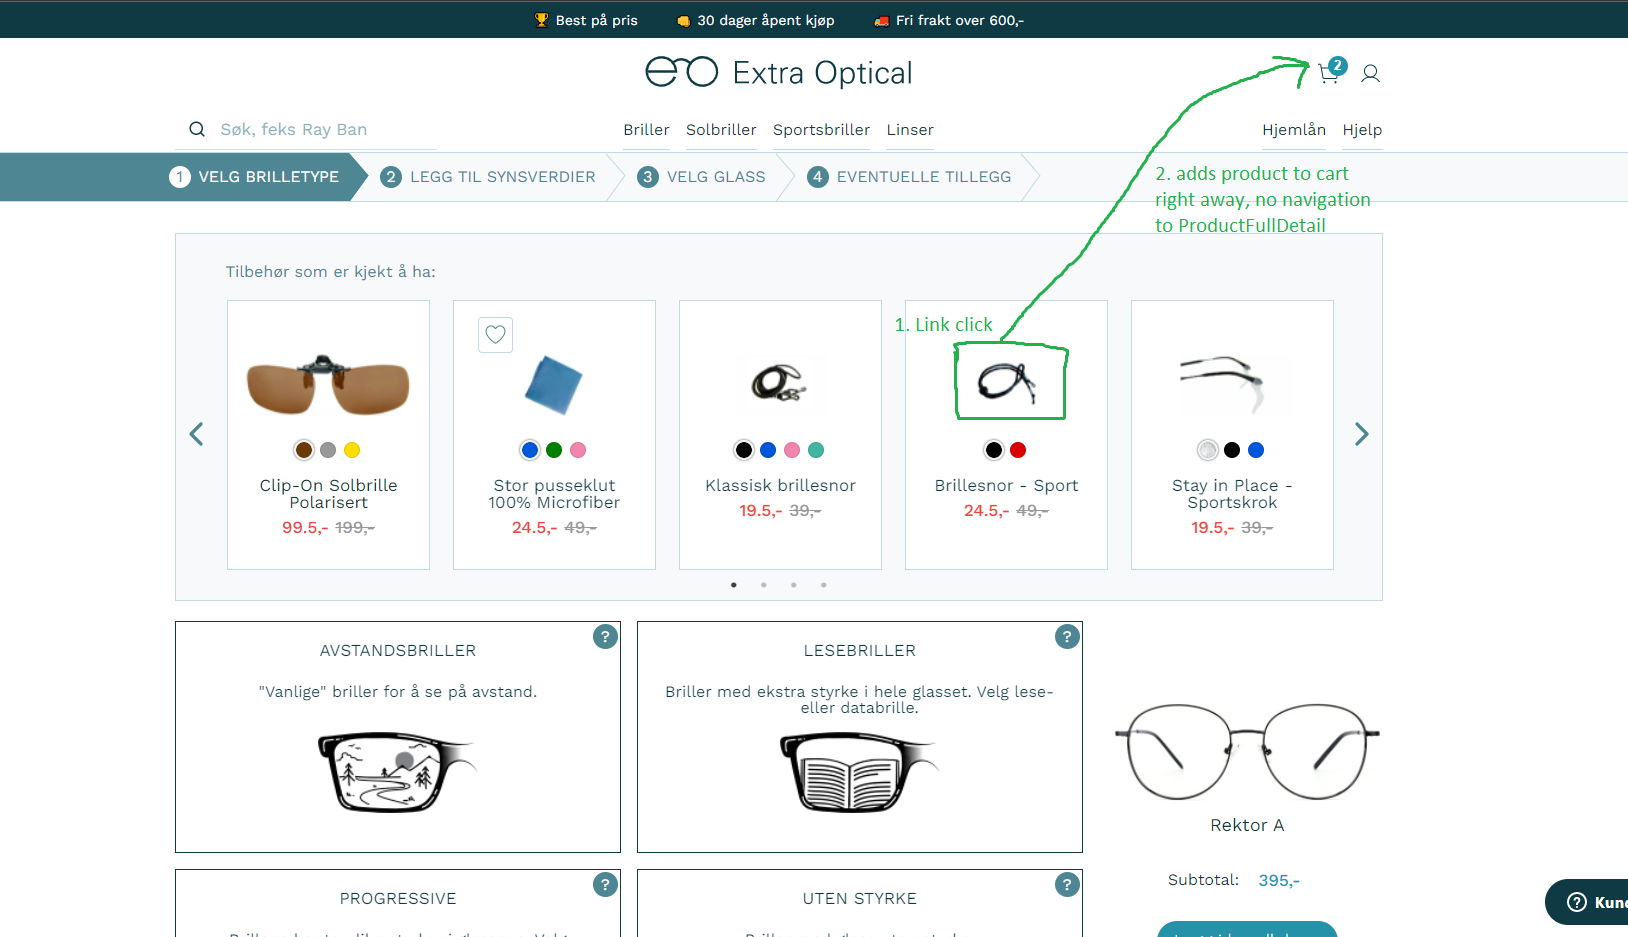 Best på pris 30 dager åpent kjøp Fri frakt over 600,-
Extra Optical
2
Søk, feks Ray Ban
Briller Solbriller Sportsbriller Linser
Hjemlån Hjelp
1 VELG BRILLETYPE 2 LEGG TIL SYNSVERDIER 3 VELG GLASS 4 EVENTUELLE TILLEGG
2. adds product to cart
right away, no navigation
to ProductFullDetail
Tilbehør som er kjekt å ha:
1. Link click
Clip-On Solbrille
Polarisert
99.5,- 199,-
Stor pusseklut
100% Microfiber
24.5,- 49,-
Klassisk brillesnor
19.5,- 39,-
Brillesnor - Sport
24.5,- 49,-
Stay in Place -
Sportskrok
19.5,- 39,-
?
AVSTANDSBRILLER
"Vanlige" briller for å se på avstand.
?
LESEBRILLER
Briller med ekstra styrke i hele glasset. Velg lese-
eller databrille.
Rektor A
Subtotal: 395,-
?
PROGRESSIVE
?
UTEN STYRKE
? Kun